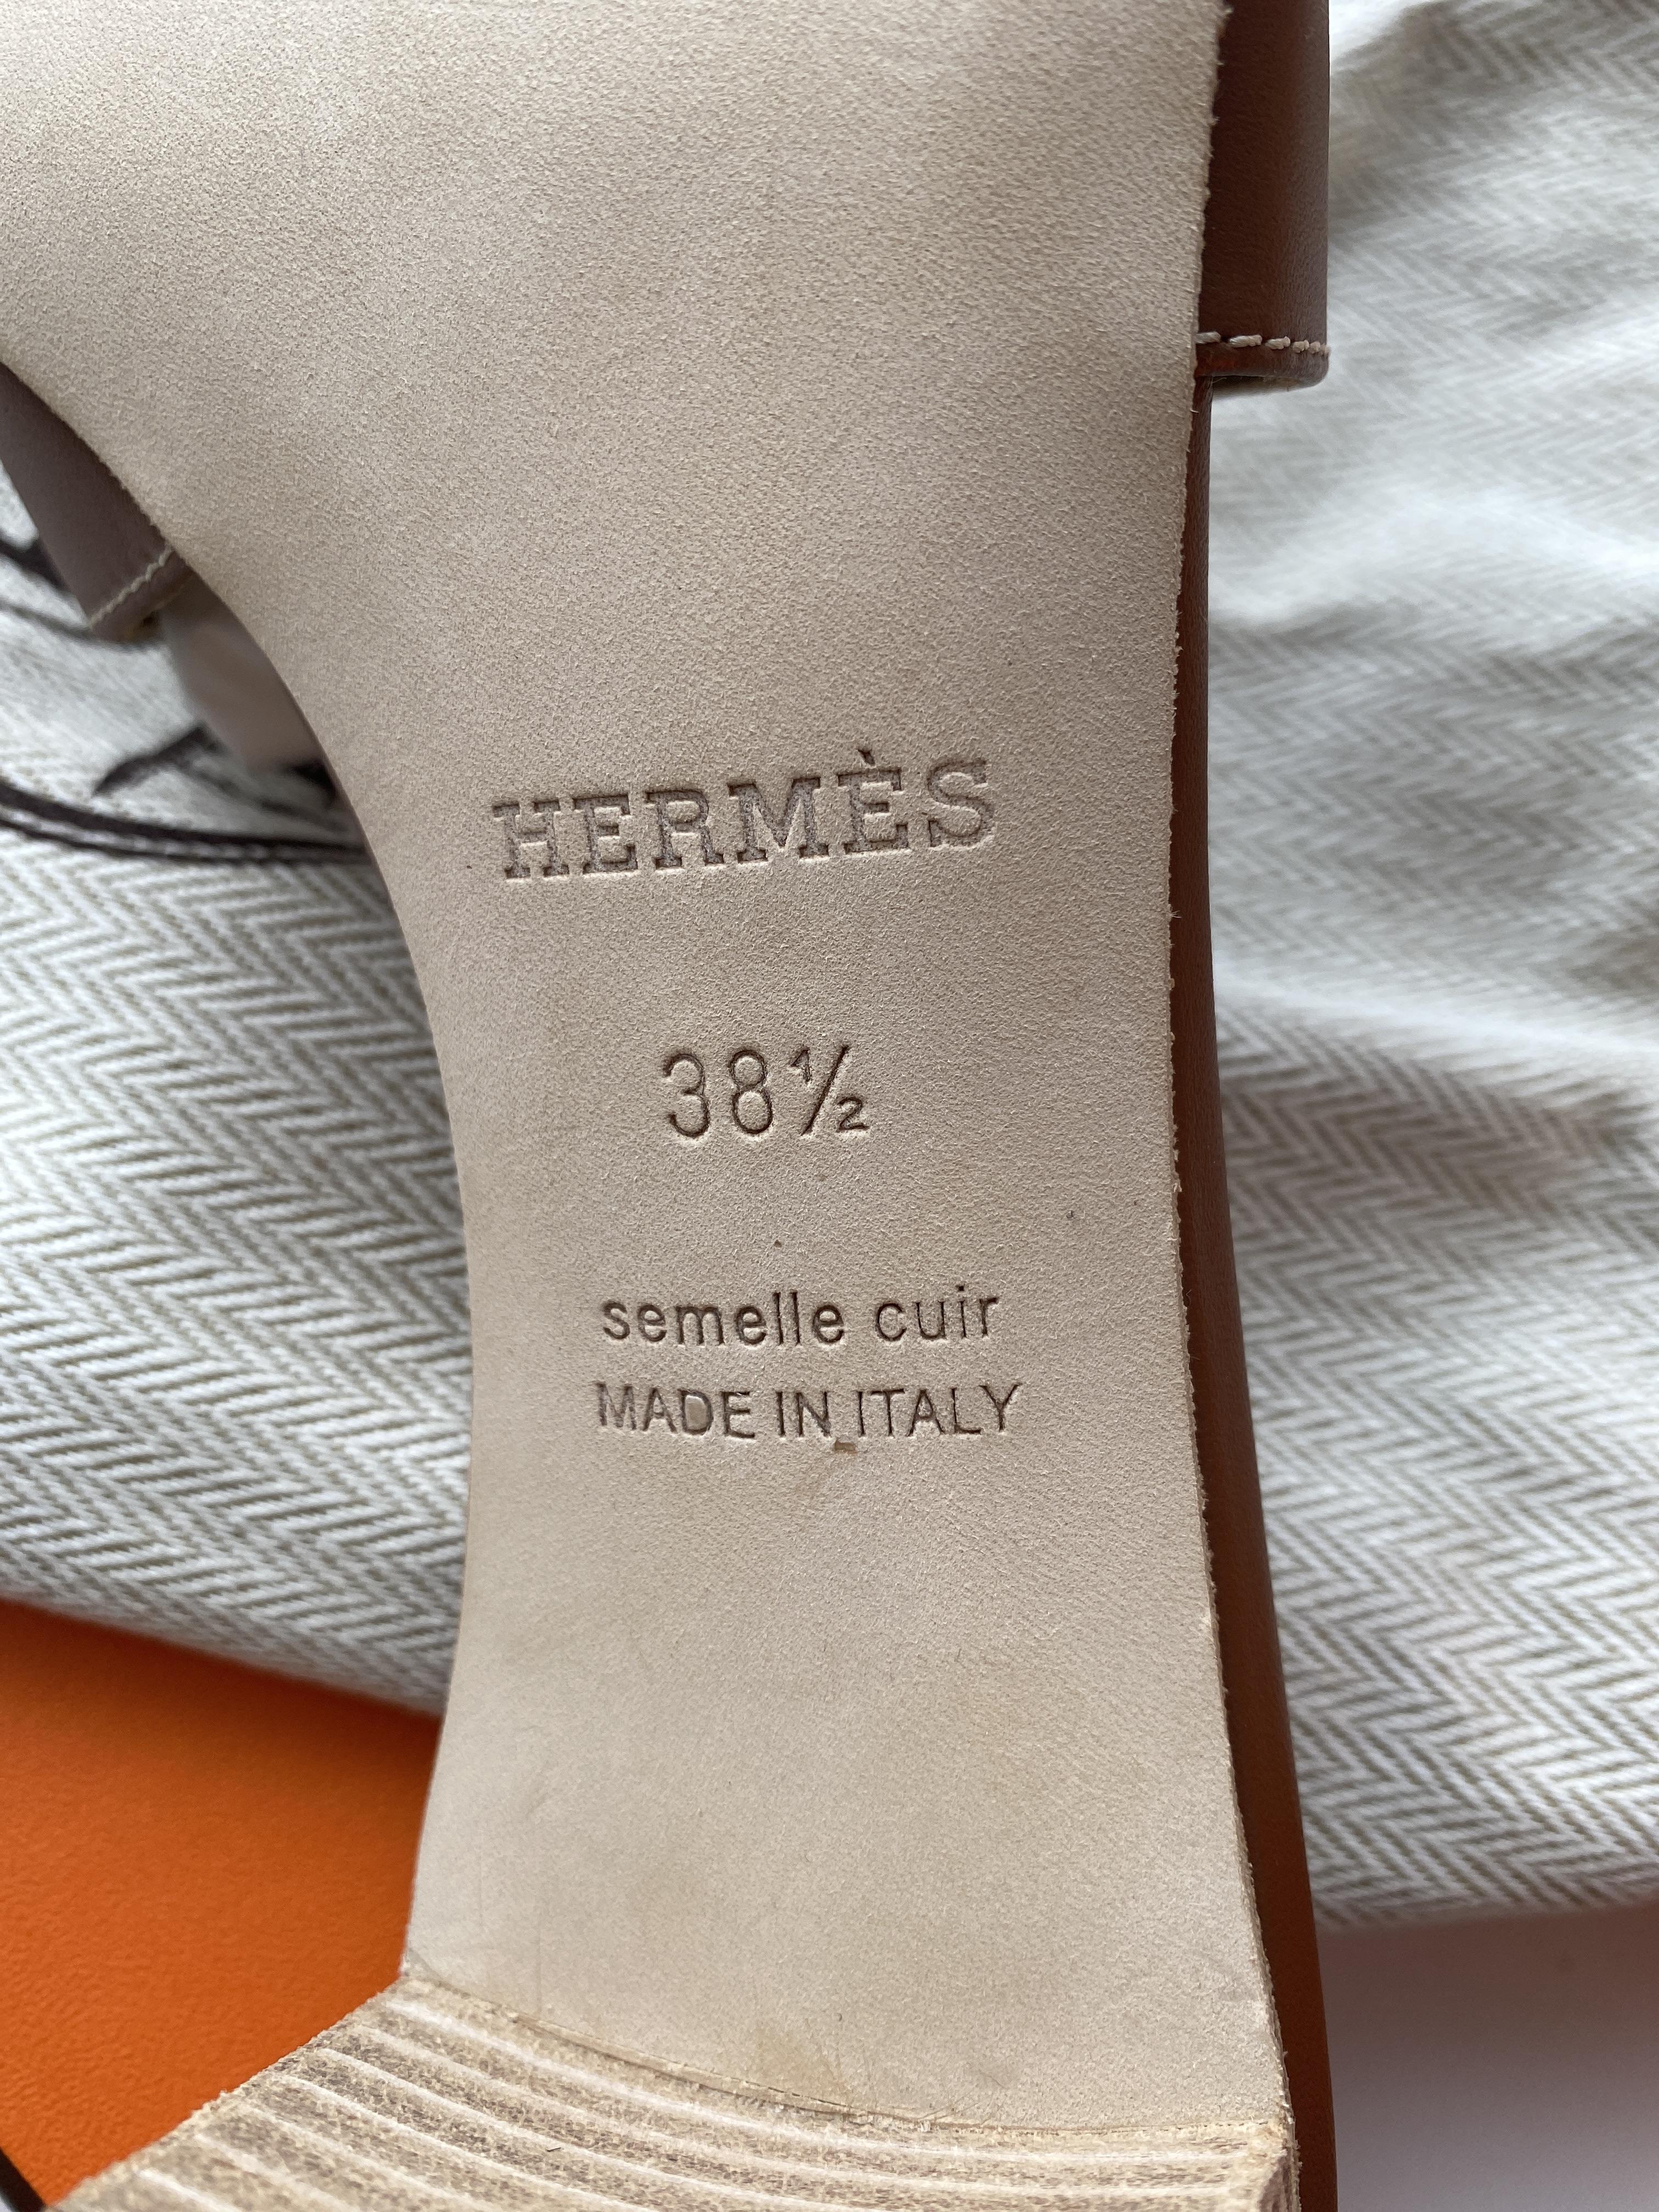 HERMÈS
38½
semelle cuir
MADE IN ITALY